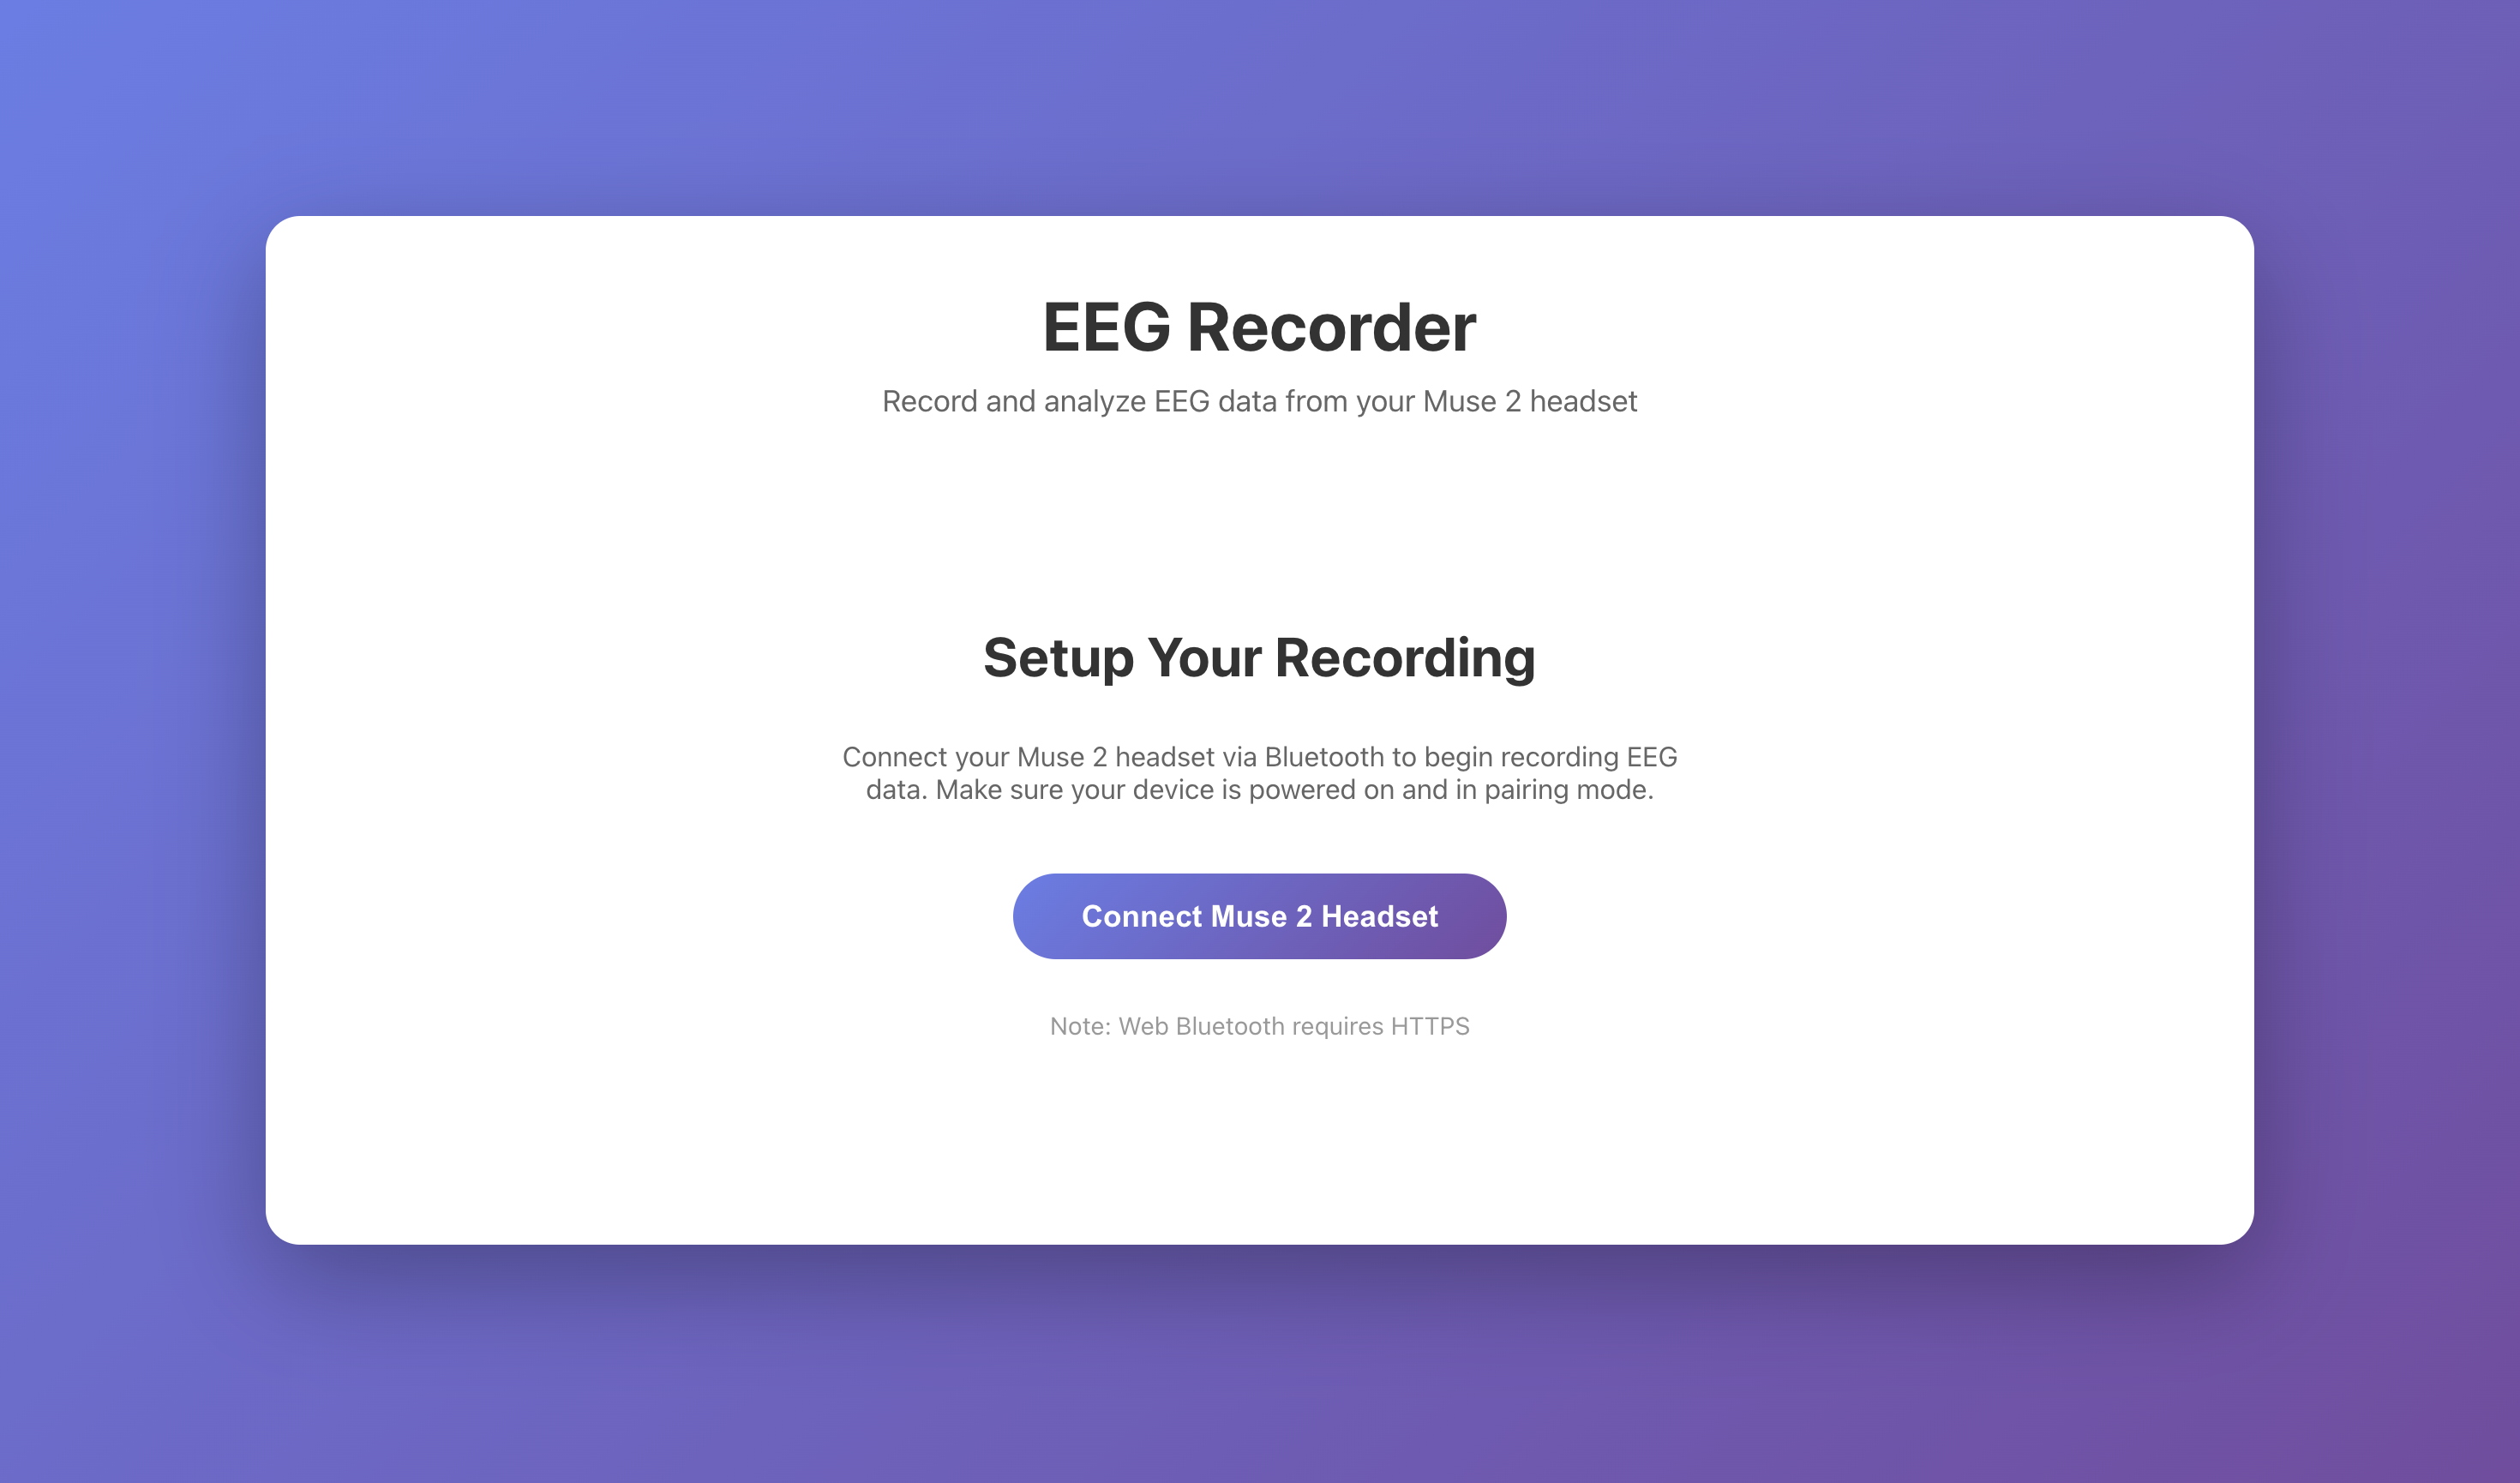 EEG Recorder
Record and analyze EEG data from your Muse 2 headset
Setup Your Recording
Connect your Muse 2 headset via Bluetooth to begin recording EEG
data. Make sure your device is powered on and in pairing mode.
Connect Muse 2 Headset
Note: Web Bluetooth requires HTTPS